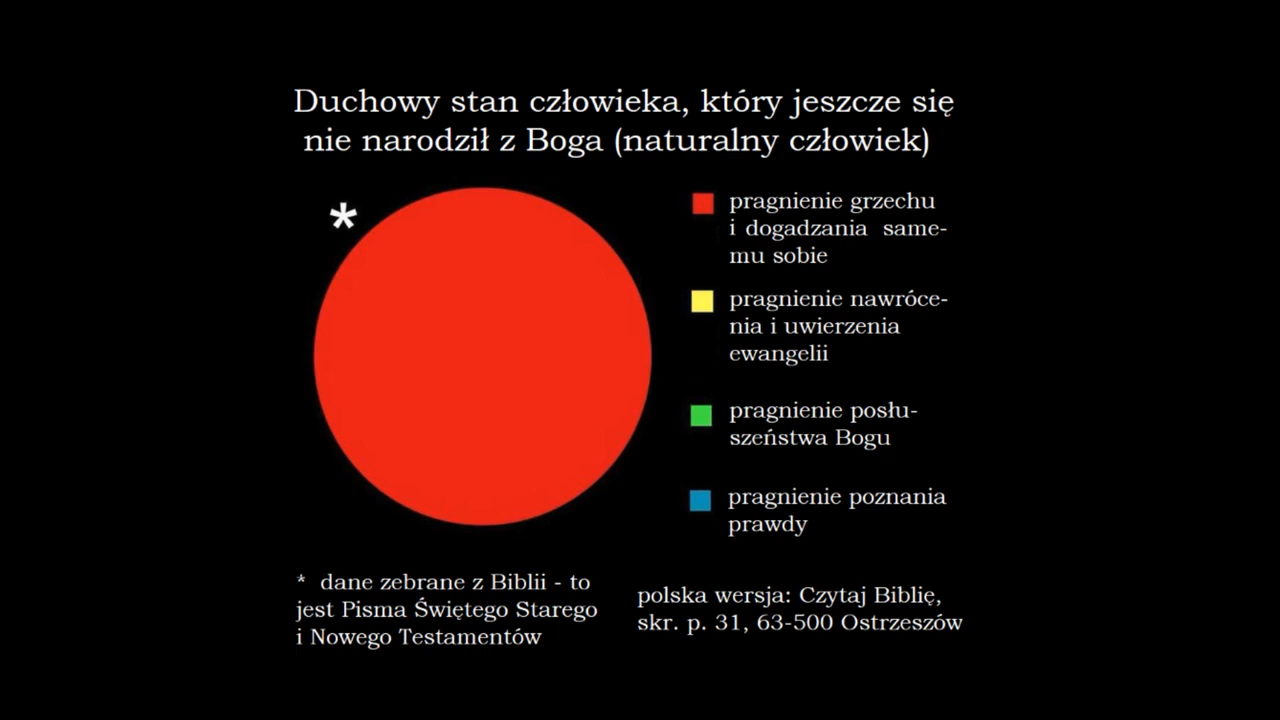 Duchowy stan człowieka, który jeszcze się
nie narodził z Boga (naturalny człowiek)
*
pragnienie grzechu
i dogadzania same-
mu sobie
pragnienie nawróce-
nia i uwierzenia
ewangelii
pragnienie posłu-
szeństwa Bogu
pragnienie poznania
prawdy
* dane zebrane z Biblii - to
jest Pisma Świętego Starego
i Nowego Testamentów
polska wersja: Czytaj Biblię,
skr. p. 31, 63-500 Ostrzeszów